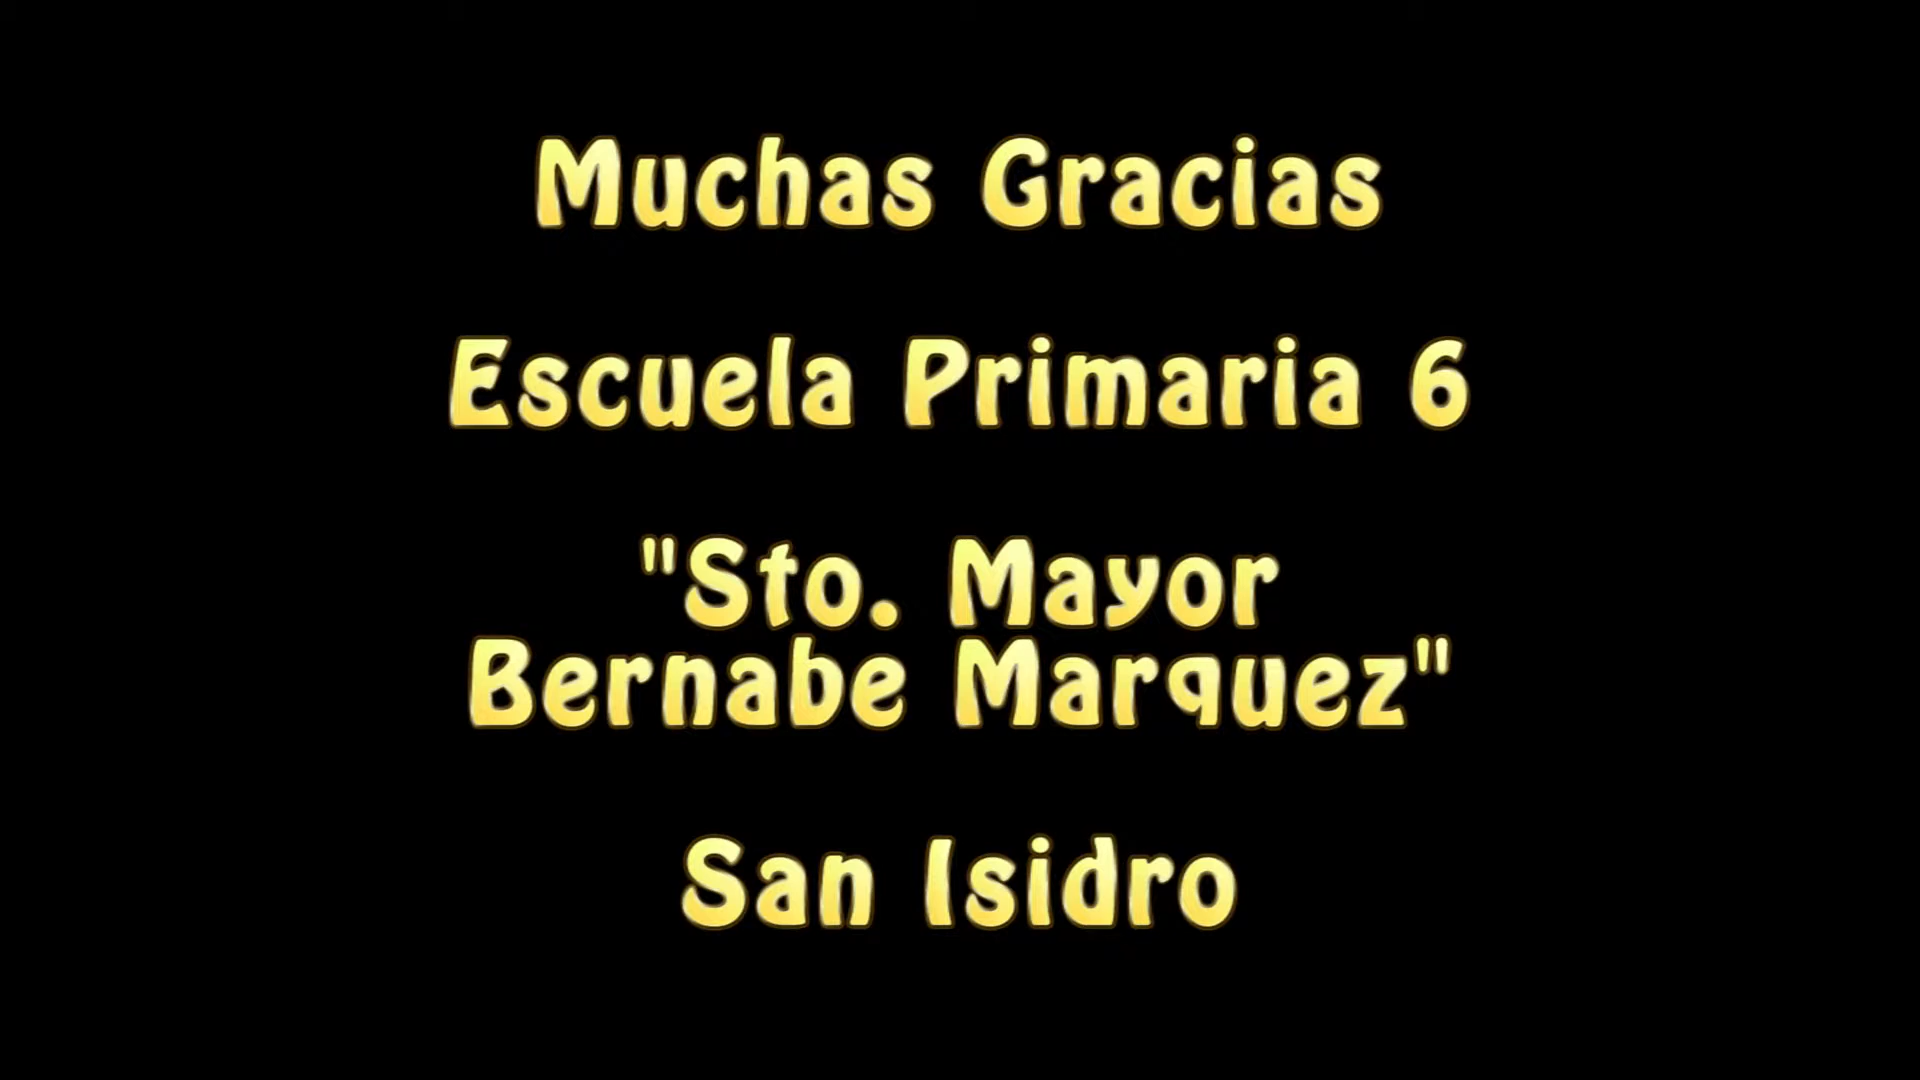 Muchas Gracias
Escuela Primaria 6
"Sto. Mayor
Bernabe Marquez"
San Isidro